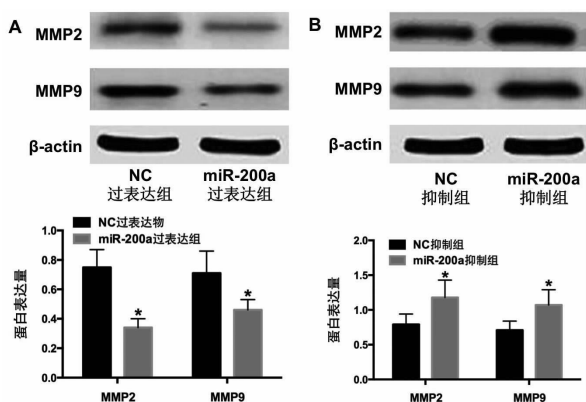 A
MMP2
MMP9
β-actin
NC
过表达组
miR-200a
过表达组
NC过表达物
miR-200a过表达组
蛋白表达量
0.8
0.6
0.4
0.2
0.0
*
*
MMP2
MMP9
B
MMP2
MMP9
β-actin
NC
抑制组
miR-200a
抑制组
NC抑制组
miR-200a抑制组
蛋白表达量
2.0
1.5
1.0
0.5
0.0
*
*
MMP2
MMP9